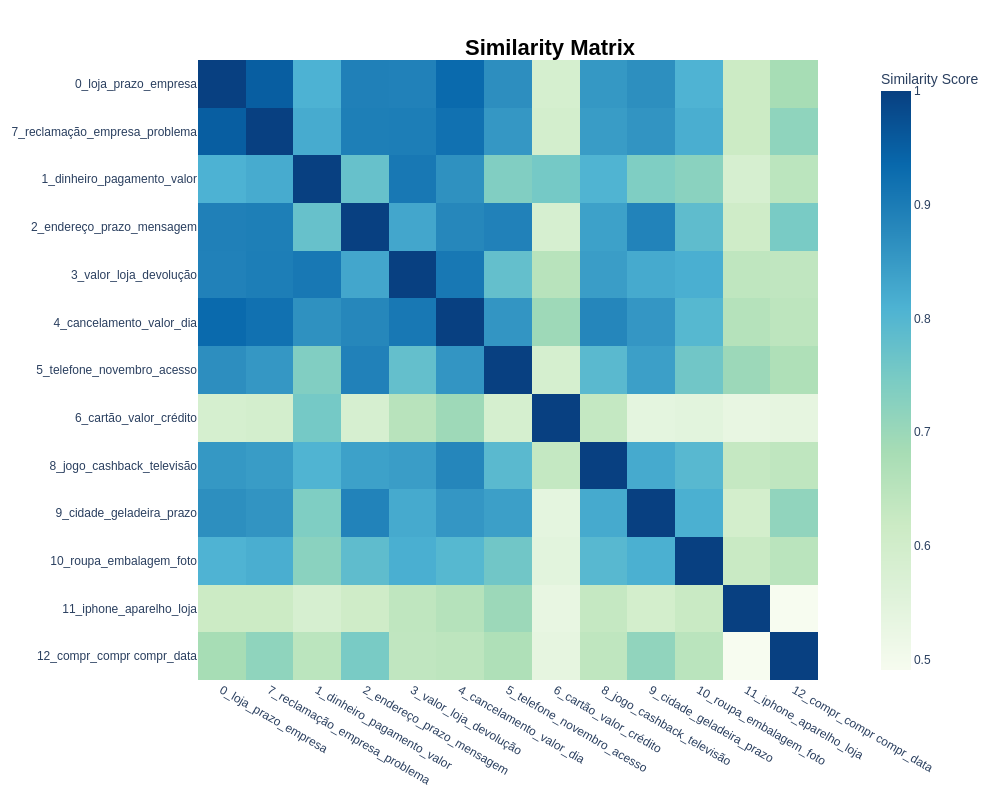 Similarity Matrix
Similarity Score
0_loja_prazo_empresa
7_reclamação_empresa_problema
1_dinheiro_pagamento_valor
2_endereço_prazo_mensagem
3_valor_loja_devolução
4_cancelamento_valor_dia
5_telefone_novembro_acesso
6_cartão_valor_crédito
8_jogo_cashback_televisão
9_cidade_geladeira_prazo
10_roupa_embalagem_foto
11_iphone_aparelho_loja
12_compr_compr compr_data
1
0.9
0.8
0.7
0.6
0.5
0_loja_prazo_empresa
7_reclamação_empresa_problema
1_dinheiro_pagamento_valor
2_endereço_prazo_mensagem
3_valor_loja_devolução
4_cancelamento_valor_dia
5_telefone_novembro_acesso
6_cartão_valor_crédito
8_jogo_cashback_televisão
9_cidade_geladeira_prazo
10_roupa_embalagem_foto
11_iphone_aparelho_loja
12_compr_compr compr_data